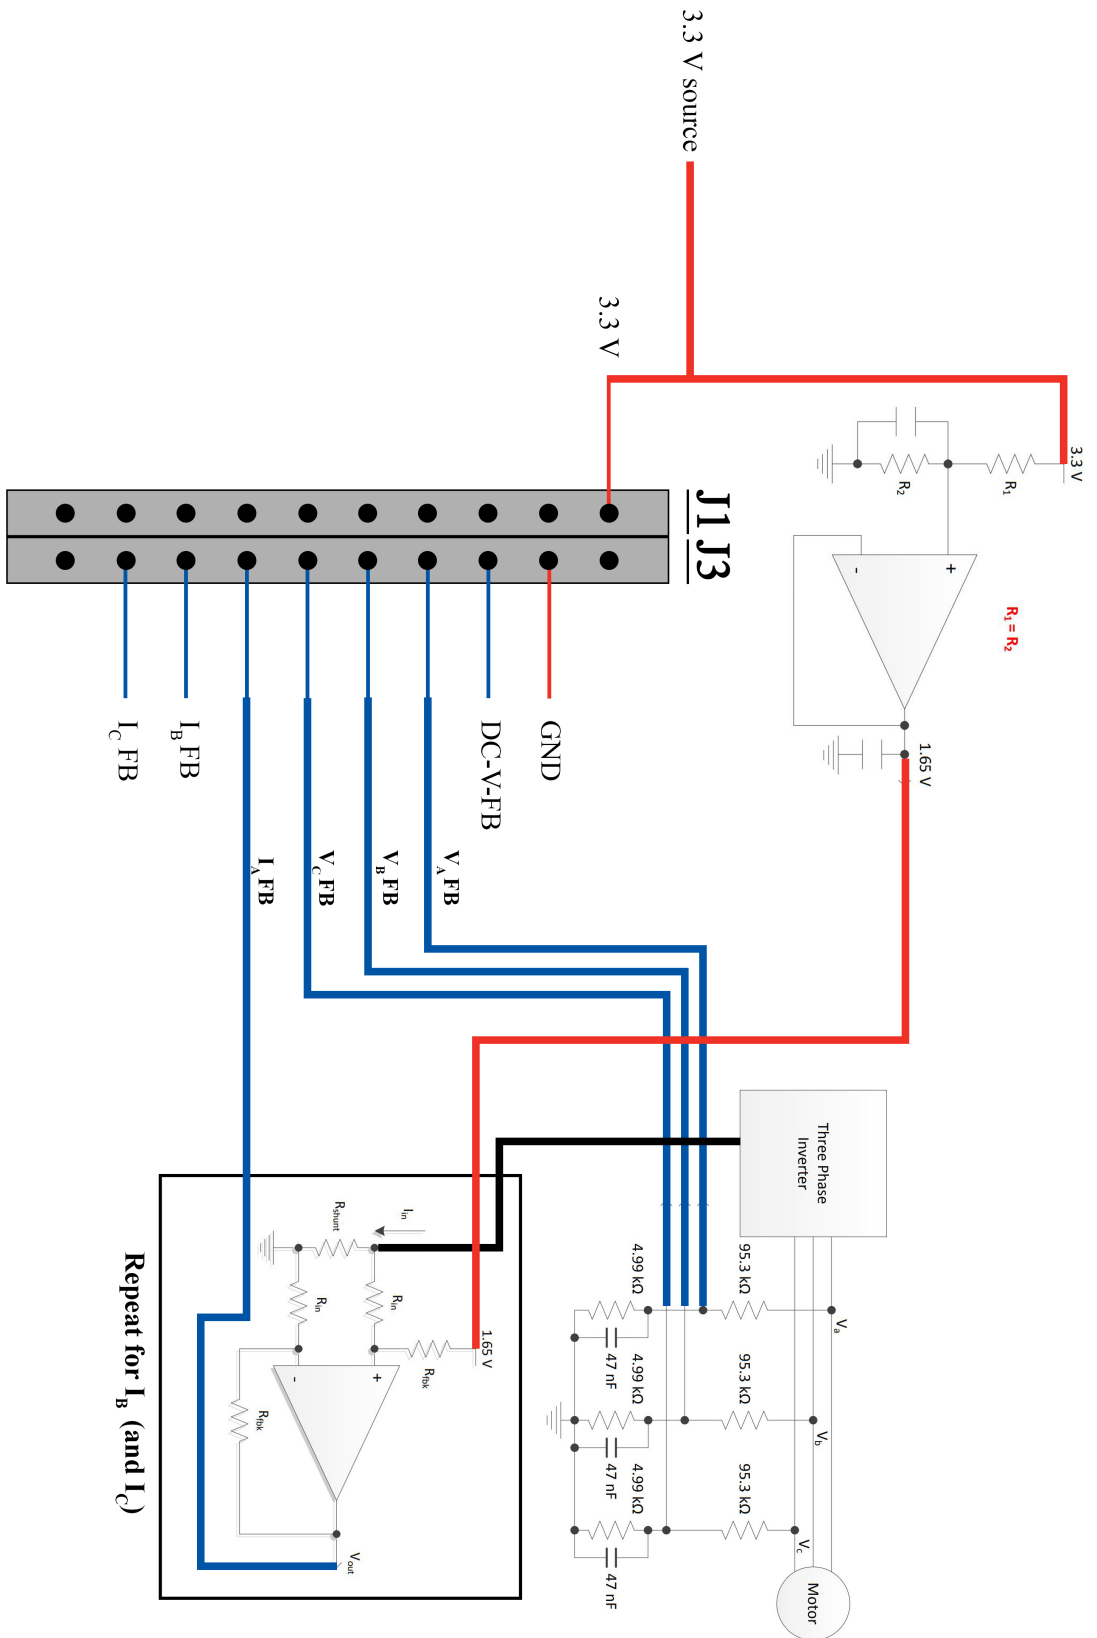 3.3 V source
3.3 V
3.3 V
R1
R2
+
-
R1 = R2
1.65 V
J1 J3
GND
DC-V-FB
VA FB
VB FB
VC FB
IA FB
IB FB
IC FB
Three Phase
Inverter
Va
Vb
Vc
Motor
95.3 kΩ
95.3 kΩ
95.3 kΩ
4.99 kΩ
4.99 kΩ
4.99 kΩ
47 nF
47 nF
47 nF
1.65 V
Iin
Rshunt
Rin
Rin
Rfbk
Rfbk
+
-
Vout
Repeat for IB (and IC)